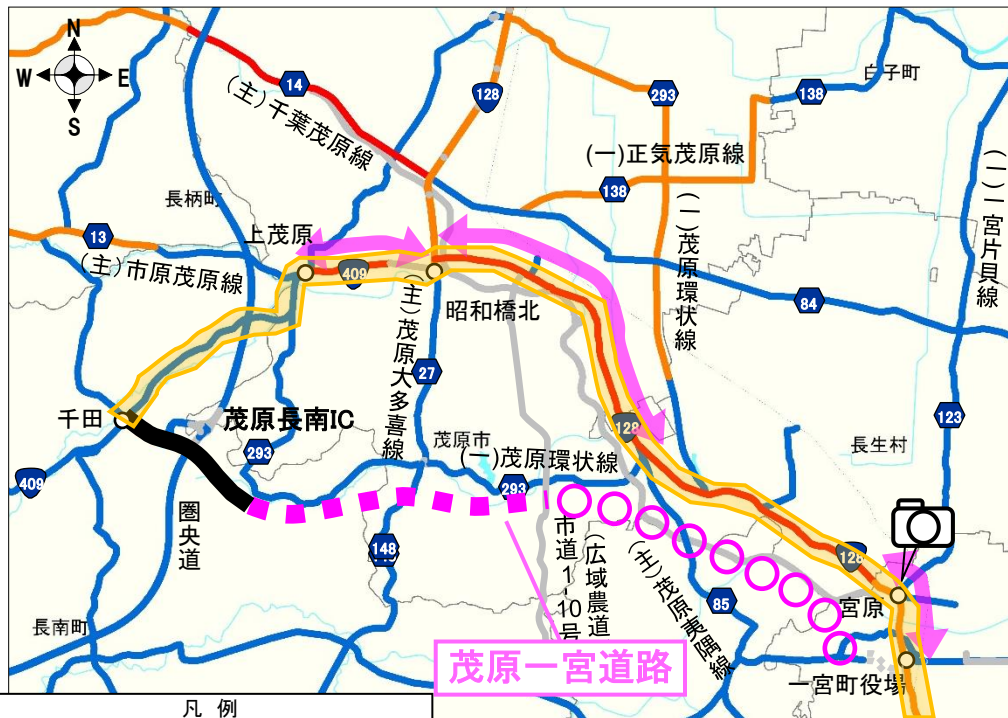 N
W E
S
14
(主)千葉茂原線
128
293
138
白子町
(一)正気茂原線
138
(一)一宮片貝線
長柄町
上茂原
13
(主)市原茂原線
409
(主)茂原大多喜線
昭和橋北
(一)茂原環状線
84
27
128
123
千田
茂原長南IC
293
茂原市
(一)茂原環状線
293
長生村
409
圏央道
148
市道1-10号
(広域農道
(主)茂原夷隅線
128
85
宮原
長南町
茂原一宮道路
一宮町役場
凡 例